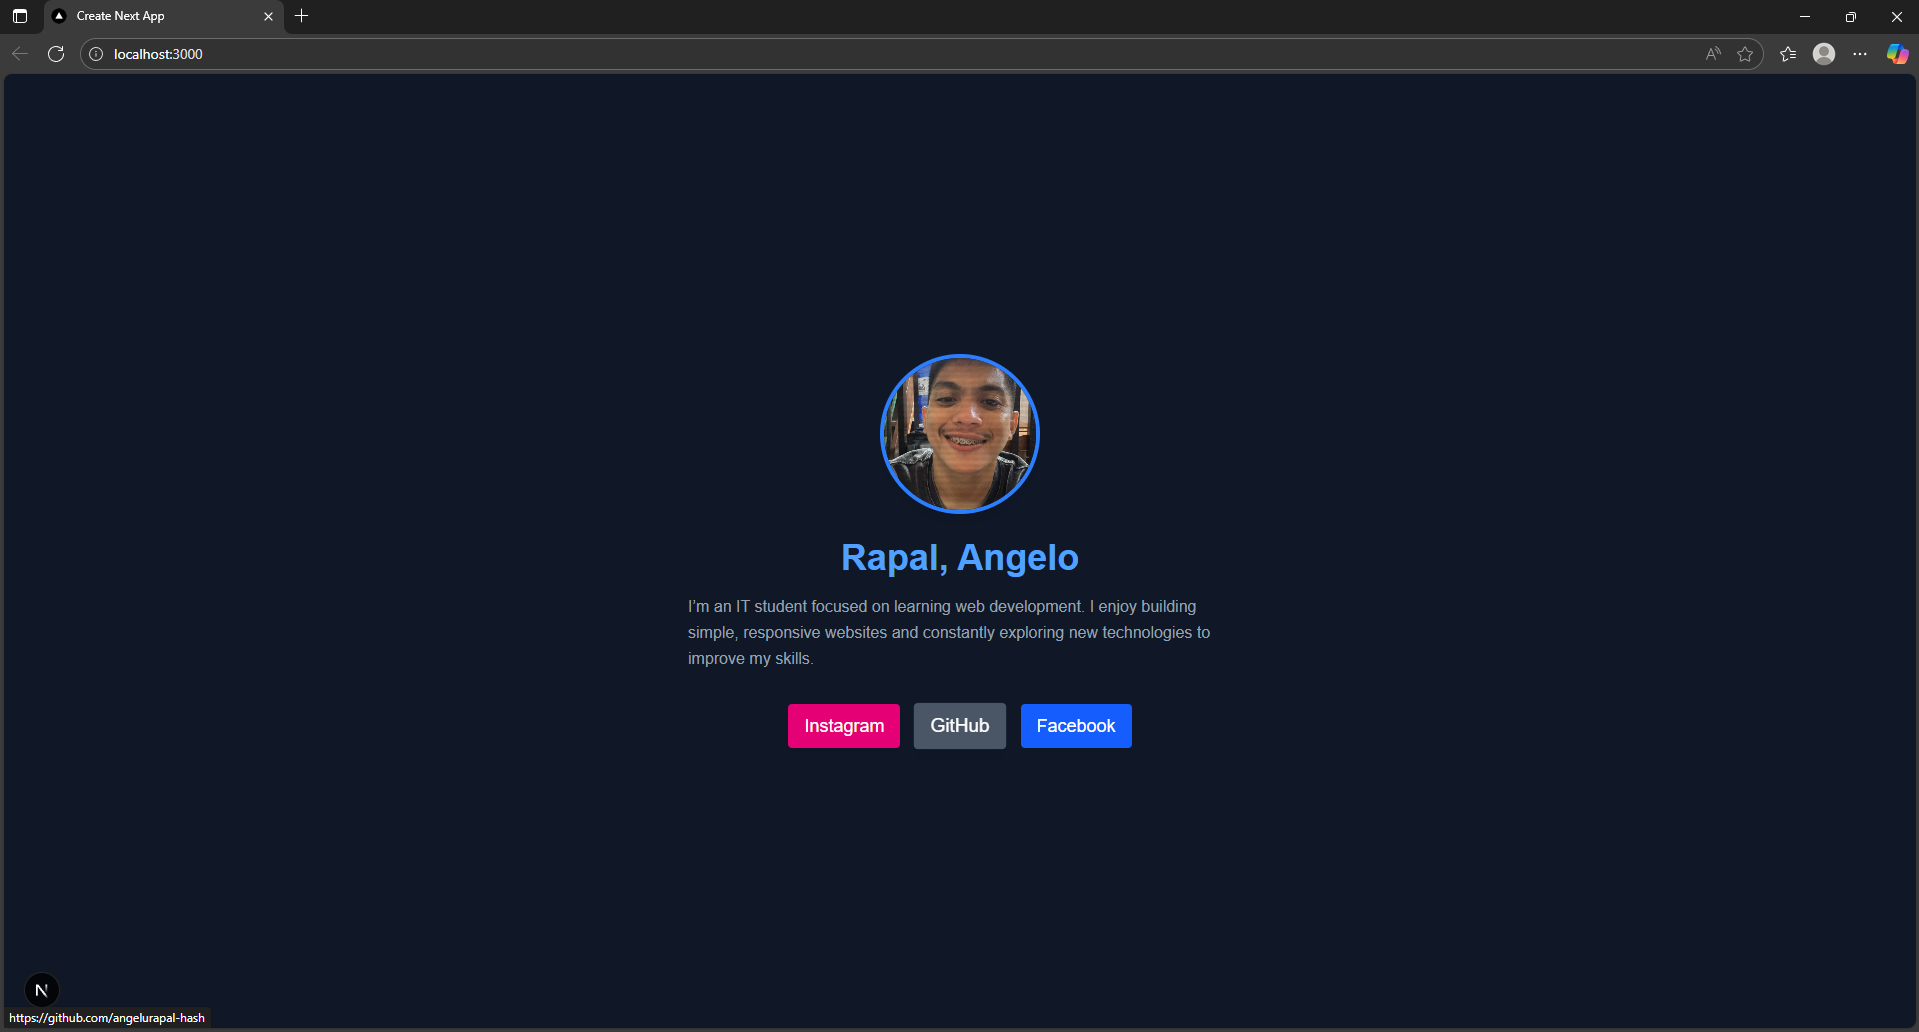 Create Next App
localhost:3000
Rapal, Angelo
I'm an IT student focused on learning web development. I enjoy building
simple, responsive websites and constantly exploring new technologies to
improve my skills.
Instagram
GitHub
Facebook
N
https://github.com/angelurapal-hash